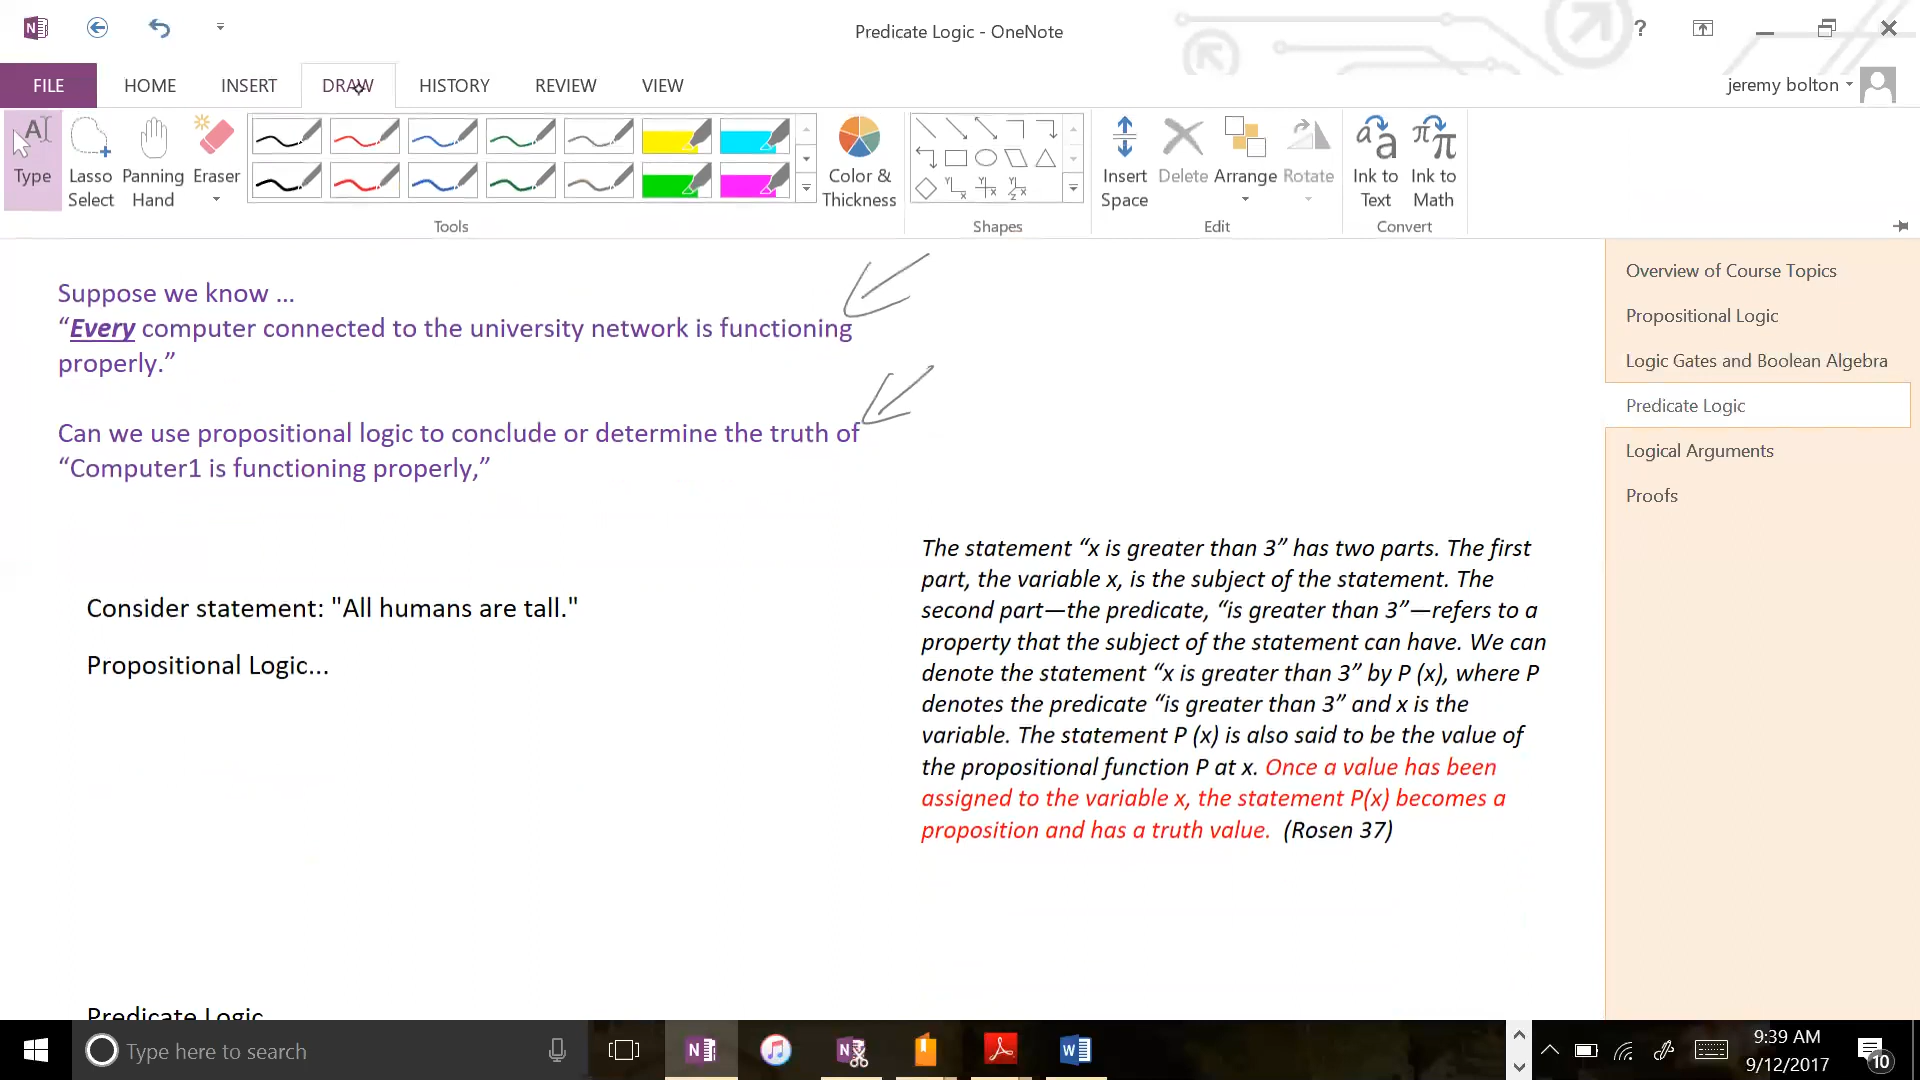 Predicate Logic - OneNote
?
FILE
HOME
INSERT
DRAW
HISTORY
REVIEW
VIEW
jeremy bolton
Type
Lasso
Select
Panning
Hand
Eraser
Color &
Thickness
Insert
Space
Delete
Arrange
Rotate
Ink to
Text
Ink to
Math
Tools
Shapes
Edit
Convert
Suppose we know ...
“Every computer connected to the university network is functioning
properly.”
Can we use propositional logic to conclude or determine the truth of
“Computer1 is functioning properly,”
Consider statement: "All humans are tall."
Propositional Logic...
Predicate Logic
The statement “x is greater than 3” has two parts. The first
part, the variable x, is the subject of the statement. The
second part—the predicate, “is greater than 3”—refers to a
property that the subject of the statement can have. We can
denote the statement “x is greater than 3” by P (x), where P
denotes the predicate “is greater than 3” and x is the
variable. The statement P (x) is also said to be the value of
the propositional function P at x. Once a value has been
assigned to the variable x, the statement P(x) becomes a
proposition and has a truth value. (Rosen 37)
Overview of Course Topics
Propositional Logic
Logic Gates and Boolean Algebra
Predicate Logic
Logical Arguments
Proofs
Type here to search
9:39 AM
9/12/2017
10